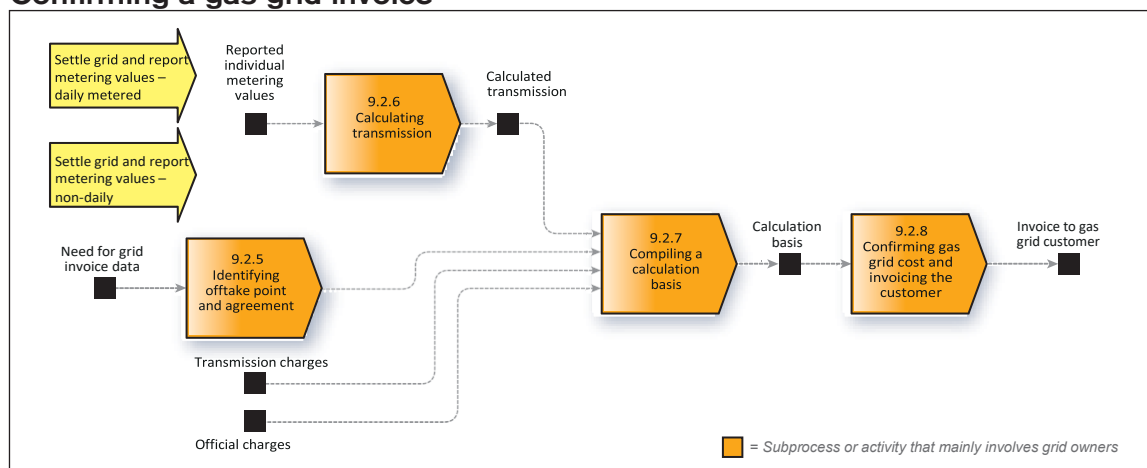 Confirming a gas grid invoice
Settle grid and report
metering values –
daily metered
Reported
individual
metering
values
9.2.6
Calculating
transmission
Calculated
transmission
Settle grid and report
metering values –
non-daily
Need for grid
invoice data
9.2.5
Identifying
offtake point
and agreement
9.2.7
Compiling a
calculation
basis
Calculation
basis
9.2.8
Confirming gas
grid cost and
invoicing the
customer
Invoice to gas
grid customer
Transmission charges
Official charges
= Subprocess or activity that mainly involves grid owners